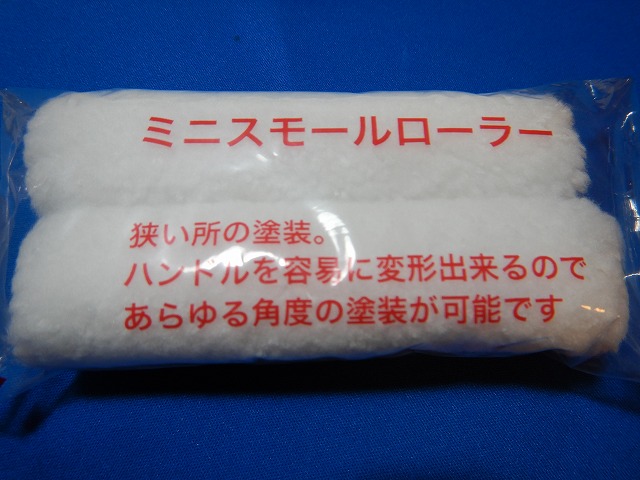 ミニスモールローラー
狭い所の塗装。
ハンドルを容易に変形出来るので
あらゆる角度の塗装が可能です